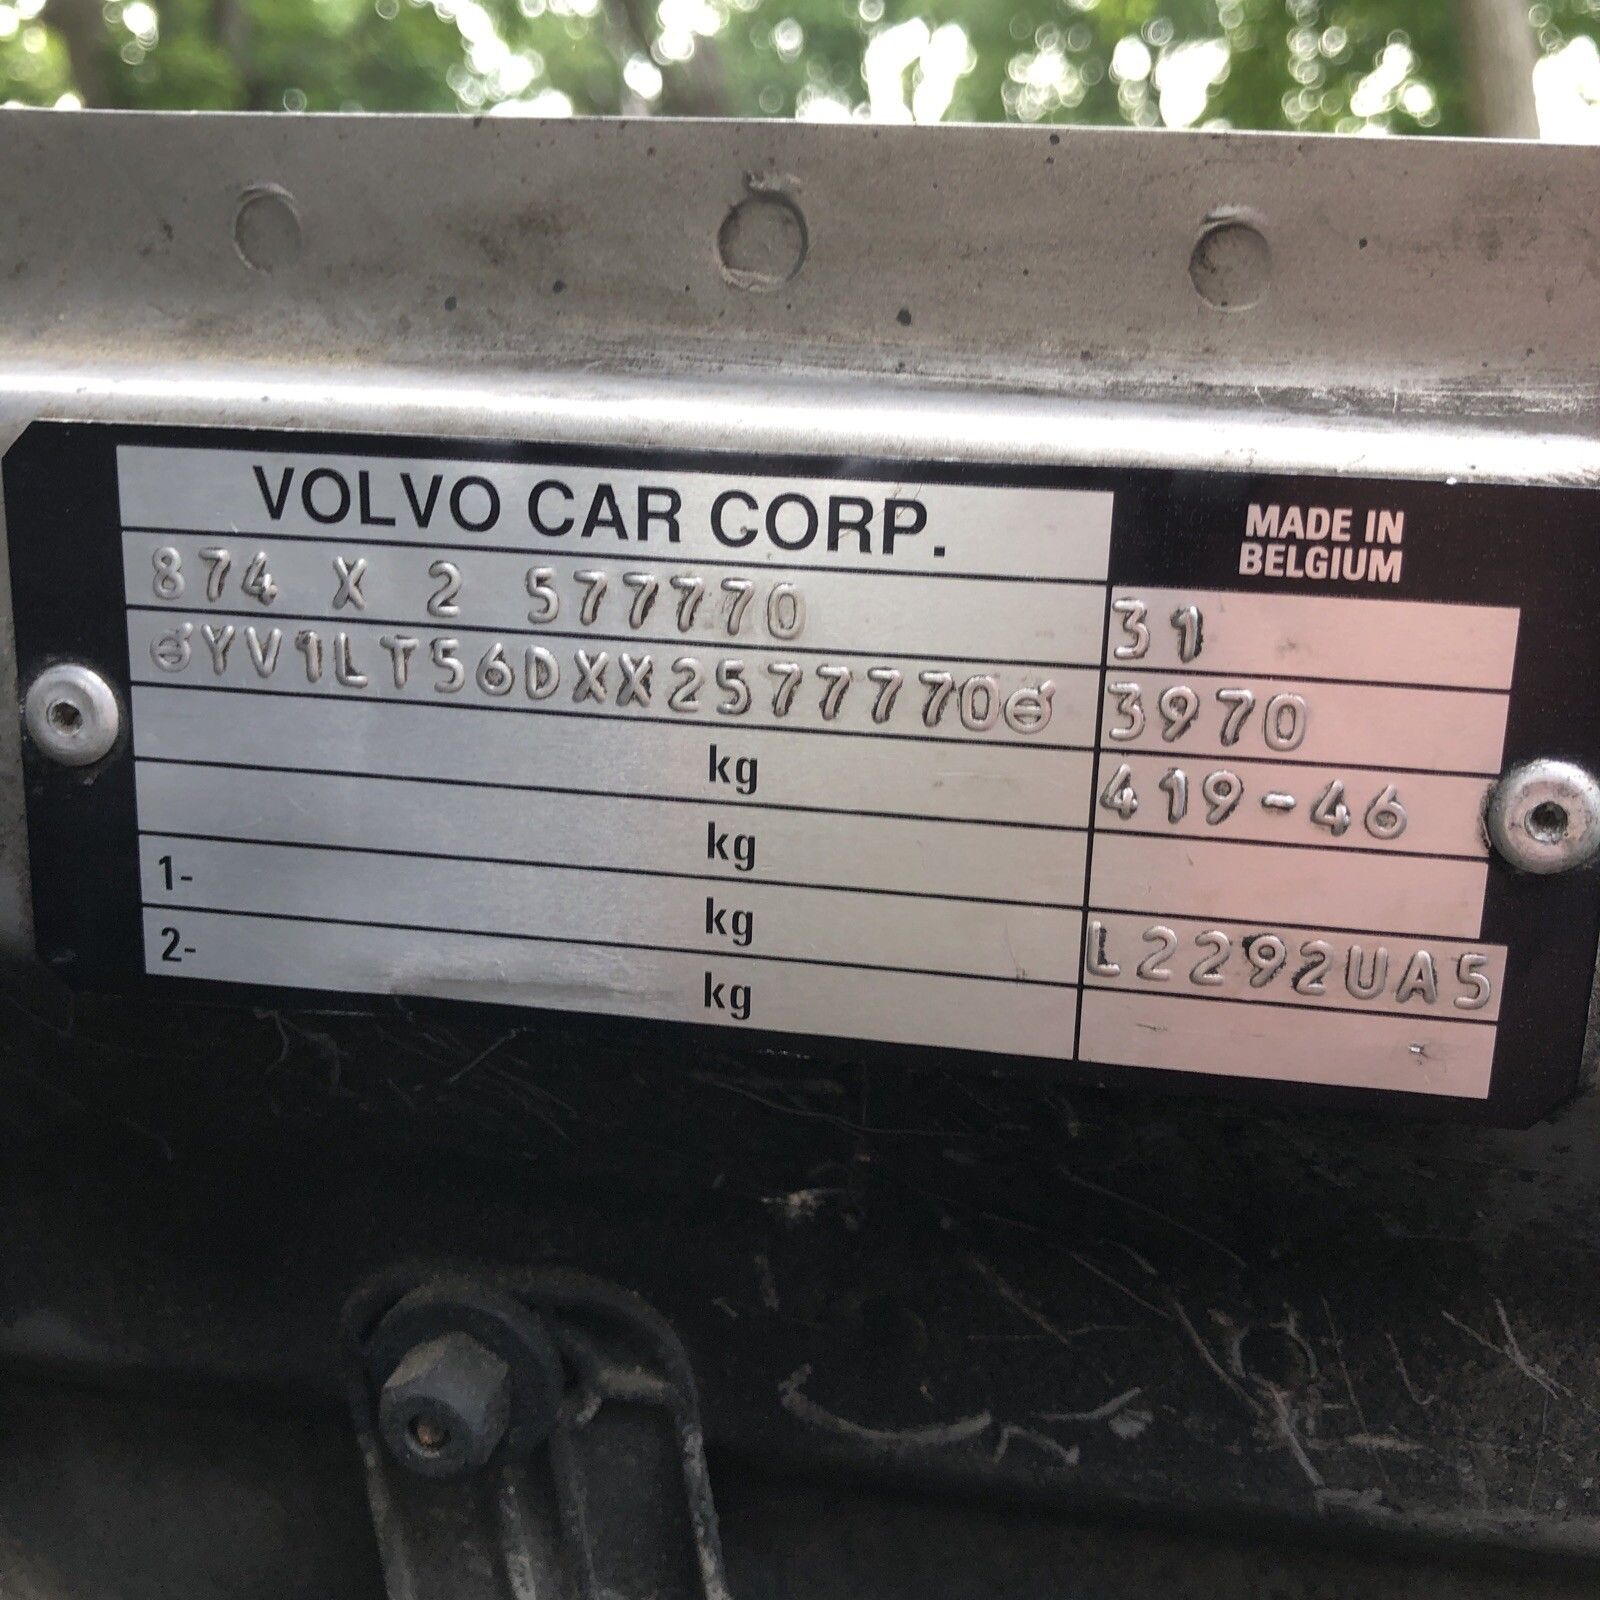 VOLVO CAR CORP.
MADE IN
BELGIUM
874 X 2 577770
31
YV1LT56DXX2577770
3970
kg
419-46
kg
1- kg
L2292UA5
2- kg